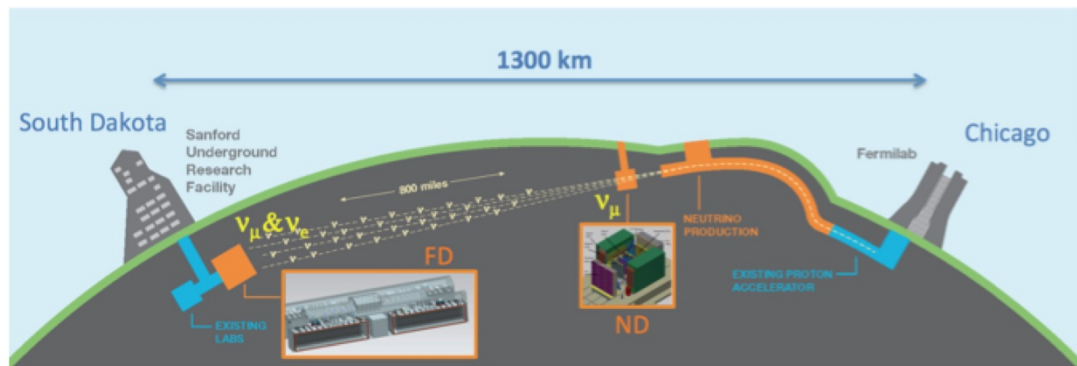 1300 km
South Dakota
Sanford
Underground
Research
Facility
Chicago
Fermilab
800 miles
νμ & νe
νμ
NEUTRINO
PRODUCTION
FD
EXISTING PROTON
ACCELERATOR
ND
EXISTING
LABS